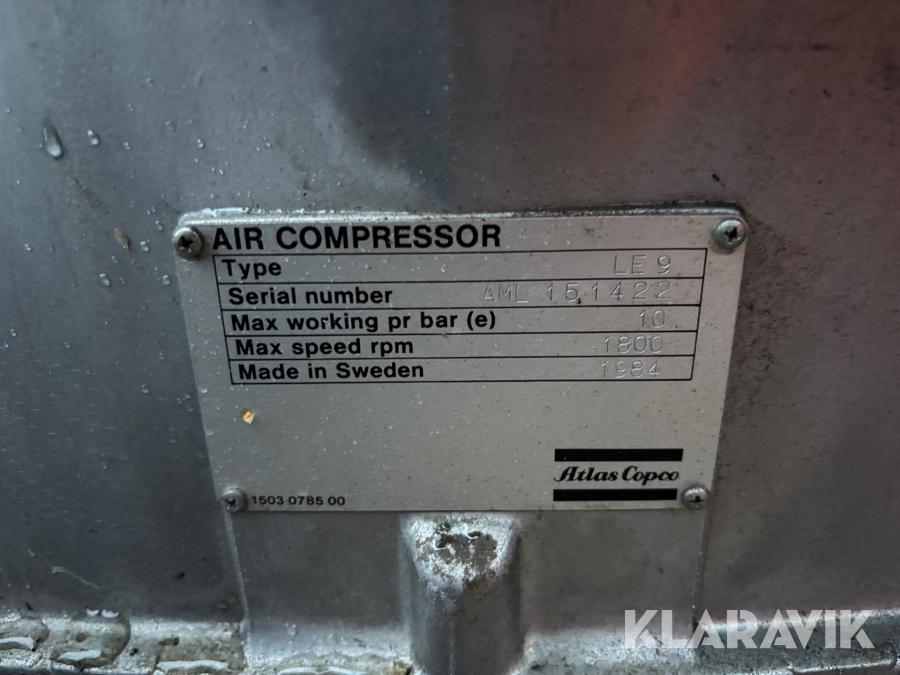 AIR COMPRESSOR
Type LE 9
Serial number AML 151422
Max working pr bar (e) 10
Max speed rpm 1800
Made in Sweden 1984
Atlas Copco
1503 0785 00
KLARAVIK